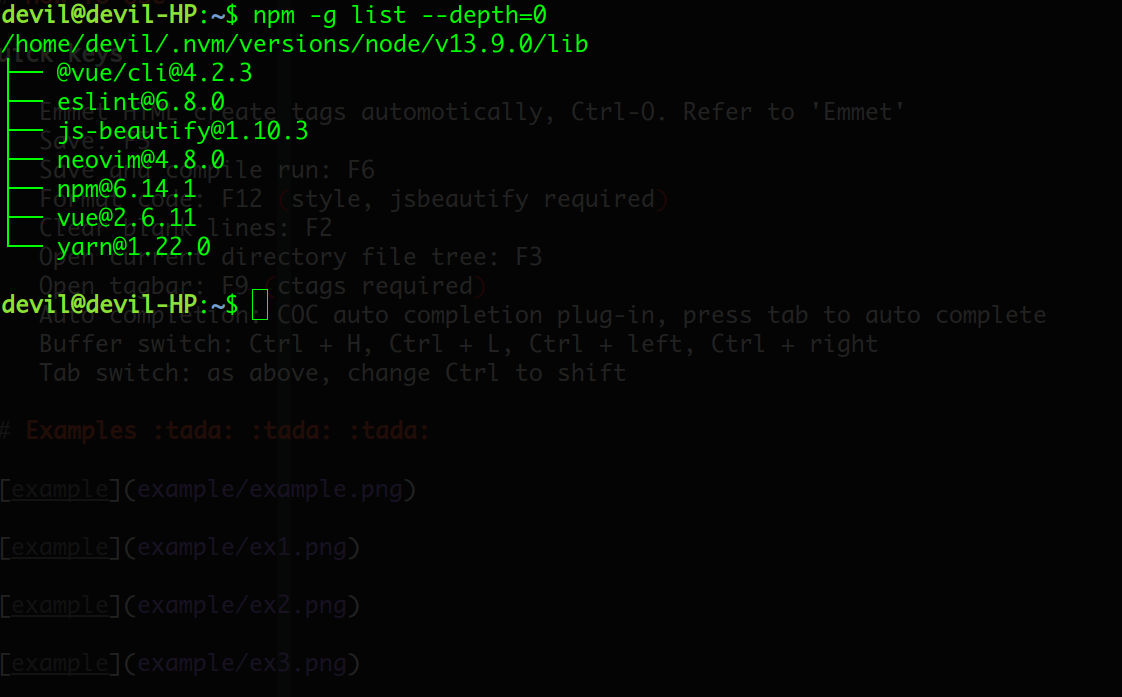 devil@devil-HP:~$ npm -g list --depth=0
/home/devil/.nvm/versions/node/v13.9.0/lib
uick keys
├── @vue/cli@4.2.3
├── eslint@6.8.0
Emmet HTML create tags automotically, Ctrl-O. Refer to 'Emmet'
├── js-beautify@1.10.3
Save: F5
├── neovim@4.8.0
Save and compile run: F6
├── npm@6.14.1
Format code: F12 (style, jsbeautify required)
├── vue@2.6.11
Clear blank lines: F2
└── yarn@1.22.0
Open current directory file tree: F3
Open tagbar: F9 (ctags required)
devil@devil-HP:~$
Auto completion: COC auto completion plug-in, press tab to auto complete
Buffer switch: Ctrl + H, Ctrl + L, Ctrl + left, Ctrl + right
Tab switch: as above, change Ctrl to shift
# Examples :tada: :tada: :tada:
[example](example/example.png)
[example](example/ex1.png)
[example](example/ex2.png)
[example](example/ex3.png)